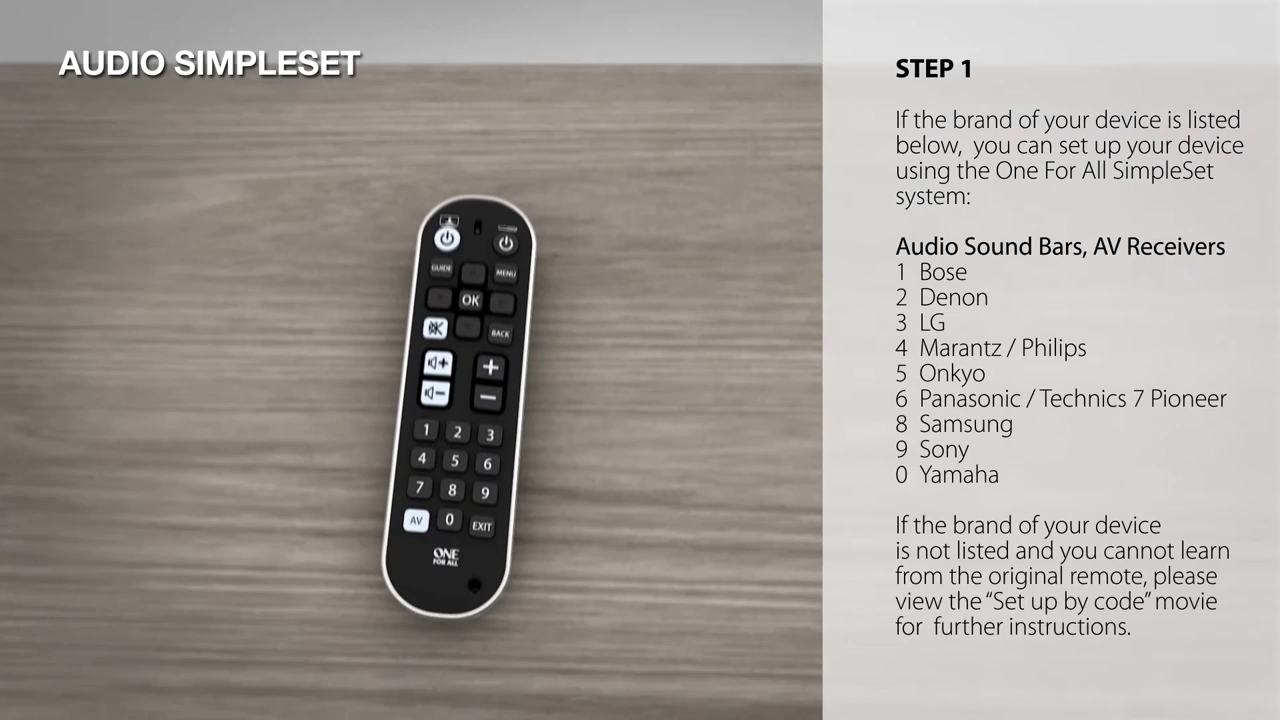 AUDIO SIMPLESET
STEP 1
If the brand of your device is listed
below, you can set up your device
using the One For All SimpleSet
system:
Audio Sound Bars, AV Receivers
1 Bose
2 Denon
3 LG
4 Marantz / Philips
5 Onkyo
6 Panasonic / Technics 7 Pioneer
8 Samsung
9 Sony
0 Yamaha
If the brand of your device
is not listed and you cannot learn
from the original remote, please
view the “Set up by code” movie
for further instructions.
GUIDE MENU
OK
BACK
+ +
- -
1 2 3
4 5 6
7 8 9
AV 0 EXIT
ONE
FOR ALL